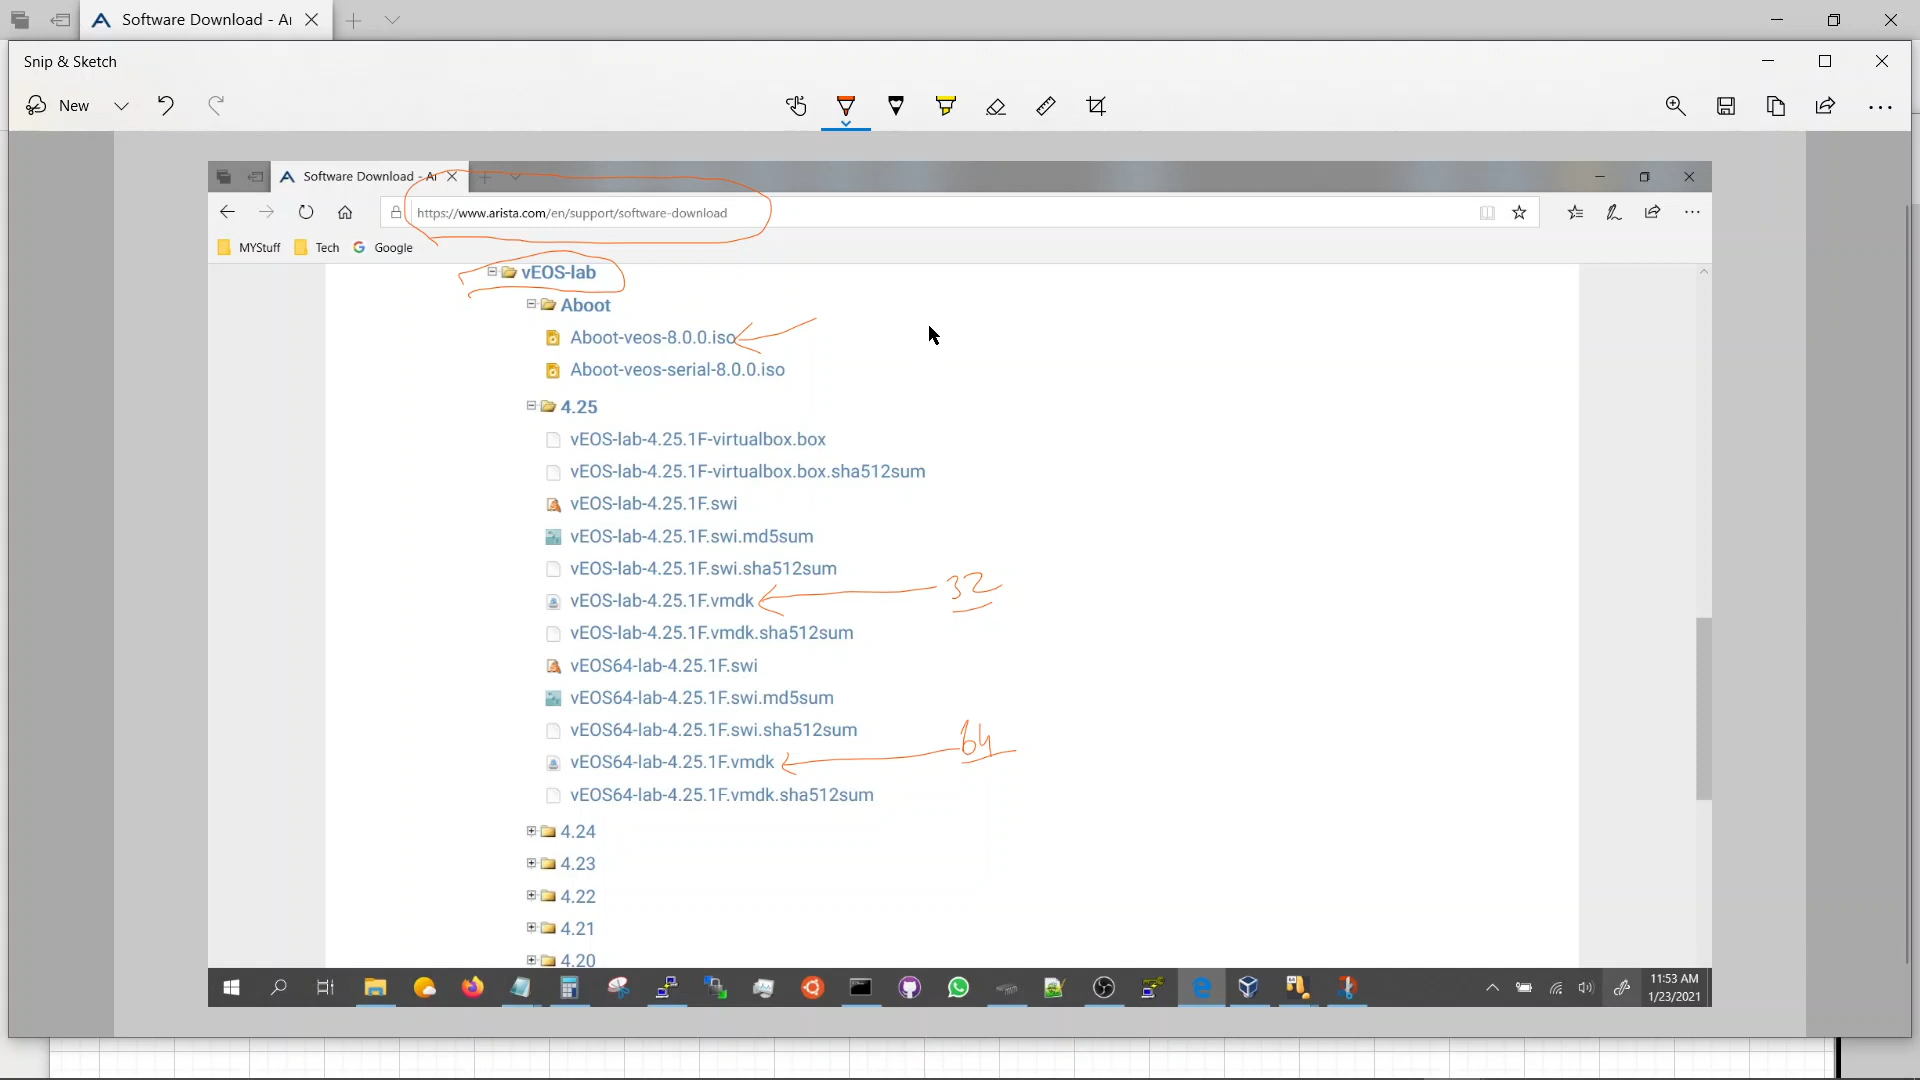 Software Download - Ar
Snip & Sketch
New
Software Download - Ar
https://www.arista.com/en/support/software-download
MYStuff Tech Google
vEOS-lab
Aboot
Aboot-veos-8.0.0.iso
Aboot-veos-serial-8.0.0.iso
4.25
vEOS-lab-4.25.1F-virtualbox.box
vEOS-lab-4.25.1F-virtualbox.box.sha512sum
vEOS-lab-4.25.1F.swi
vEOS-lab-4.25.1F.swi.md5sum
vEOS-lab-4.25.1F.swi.sha512sum
vEOS-lab-4.25.1F.vmdk 32
vEOS-lab-4.25.1F.vmdk.sha512sum
vEOS64-lab-4.25.1F.swi
vEOS64-lab-4.25.1F.swi.md5sum
vEOS64-lab-4.25.1F.swi.sha512sum
vEOS64-lab-4.25.1F.vmdk 64
vEOS64-lab-4.25.1F.vmdk.sha512sum
4.24
4.23
4.22
4.21
4.20
11:53 AM
1/23/2021